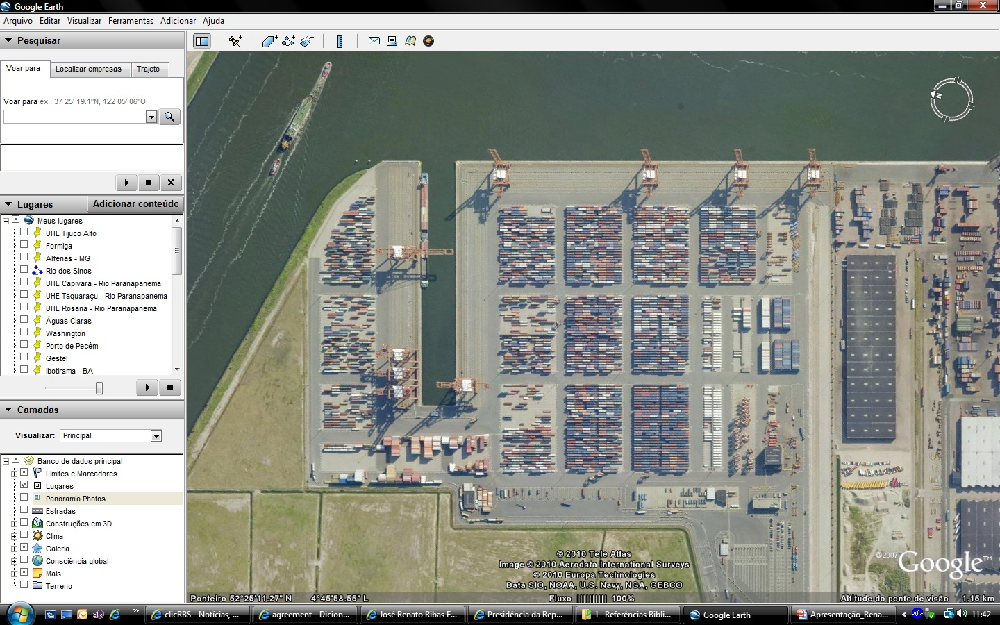 Google Earth
Arquivo Editar Visualizar Ferramentas Adicionar Ajuda
Pesquisar
Voar para Localizar empresas Trajeto
Voar para ex.: 37 25' 19.1"N, 122 05' 06"O
Lugares Adicionar conteúdo
Meus lugares
UHE Tijuco Alto
Formiga
Alfenas - MG
Rio dos Sinos
UHE Capivara - Rio Paranapanema
UHE Taquaraçu - Rio Paranapanema
UHE Rosana - Rio Paranapanema
Águas Claras
Washington
Porto de Pecém
Gestel
Ibotirama - BA
Camadas
Visualizar: Principal
Banco de dados principal
Limites e Marcadores
Lugares
Panoramio Photos
Estradas
Construções em 3D
Clima
Galeria
Consciência global
Mais
Terreno
N
© 2010 Tele Atlas
Image © 2010 Aerodata International Surveys
© 2010 Europa Technologies
Data SIO, NOAA, U.S. Navy, NGA, GEBCO
©2007 Google™
Ponteiro 52°25'11.27" N 4°45'58.55" L Fluxo |||||||||| 100% Altitude do ponto de visão 1.15 km
» clicRBS - Notícias, ... agreement - Dicion... José Renato Ribas F... Presidência da Rep... 1- Referências Bibli... Google Earth Apresentação_Rena... 11:42